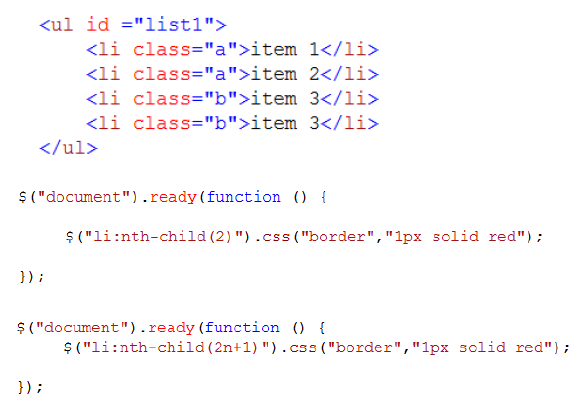 <ul id ="list1">
<li class="a">item 1</li>
<li class="a">item 2</li>
<li class="b">item 3</li>
<li class="b">item 3</li>
</ul>
$("document").ready(function () {
$("li:nth-child(2)").css("border","1px solid red");
});
$("document").ready(function () {
$("li:nth-child(2n+1)").css("border","1px solid red");
});